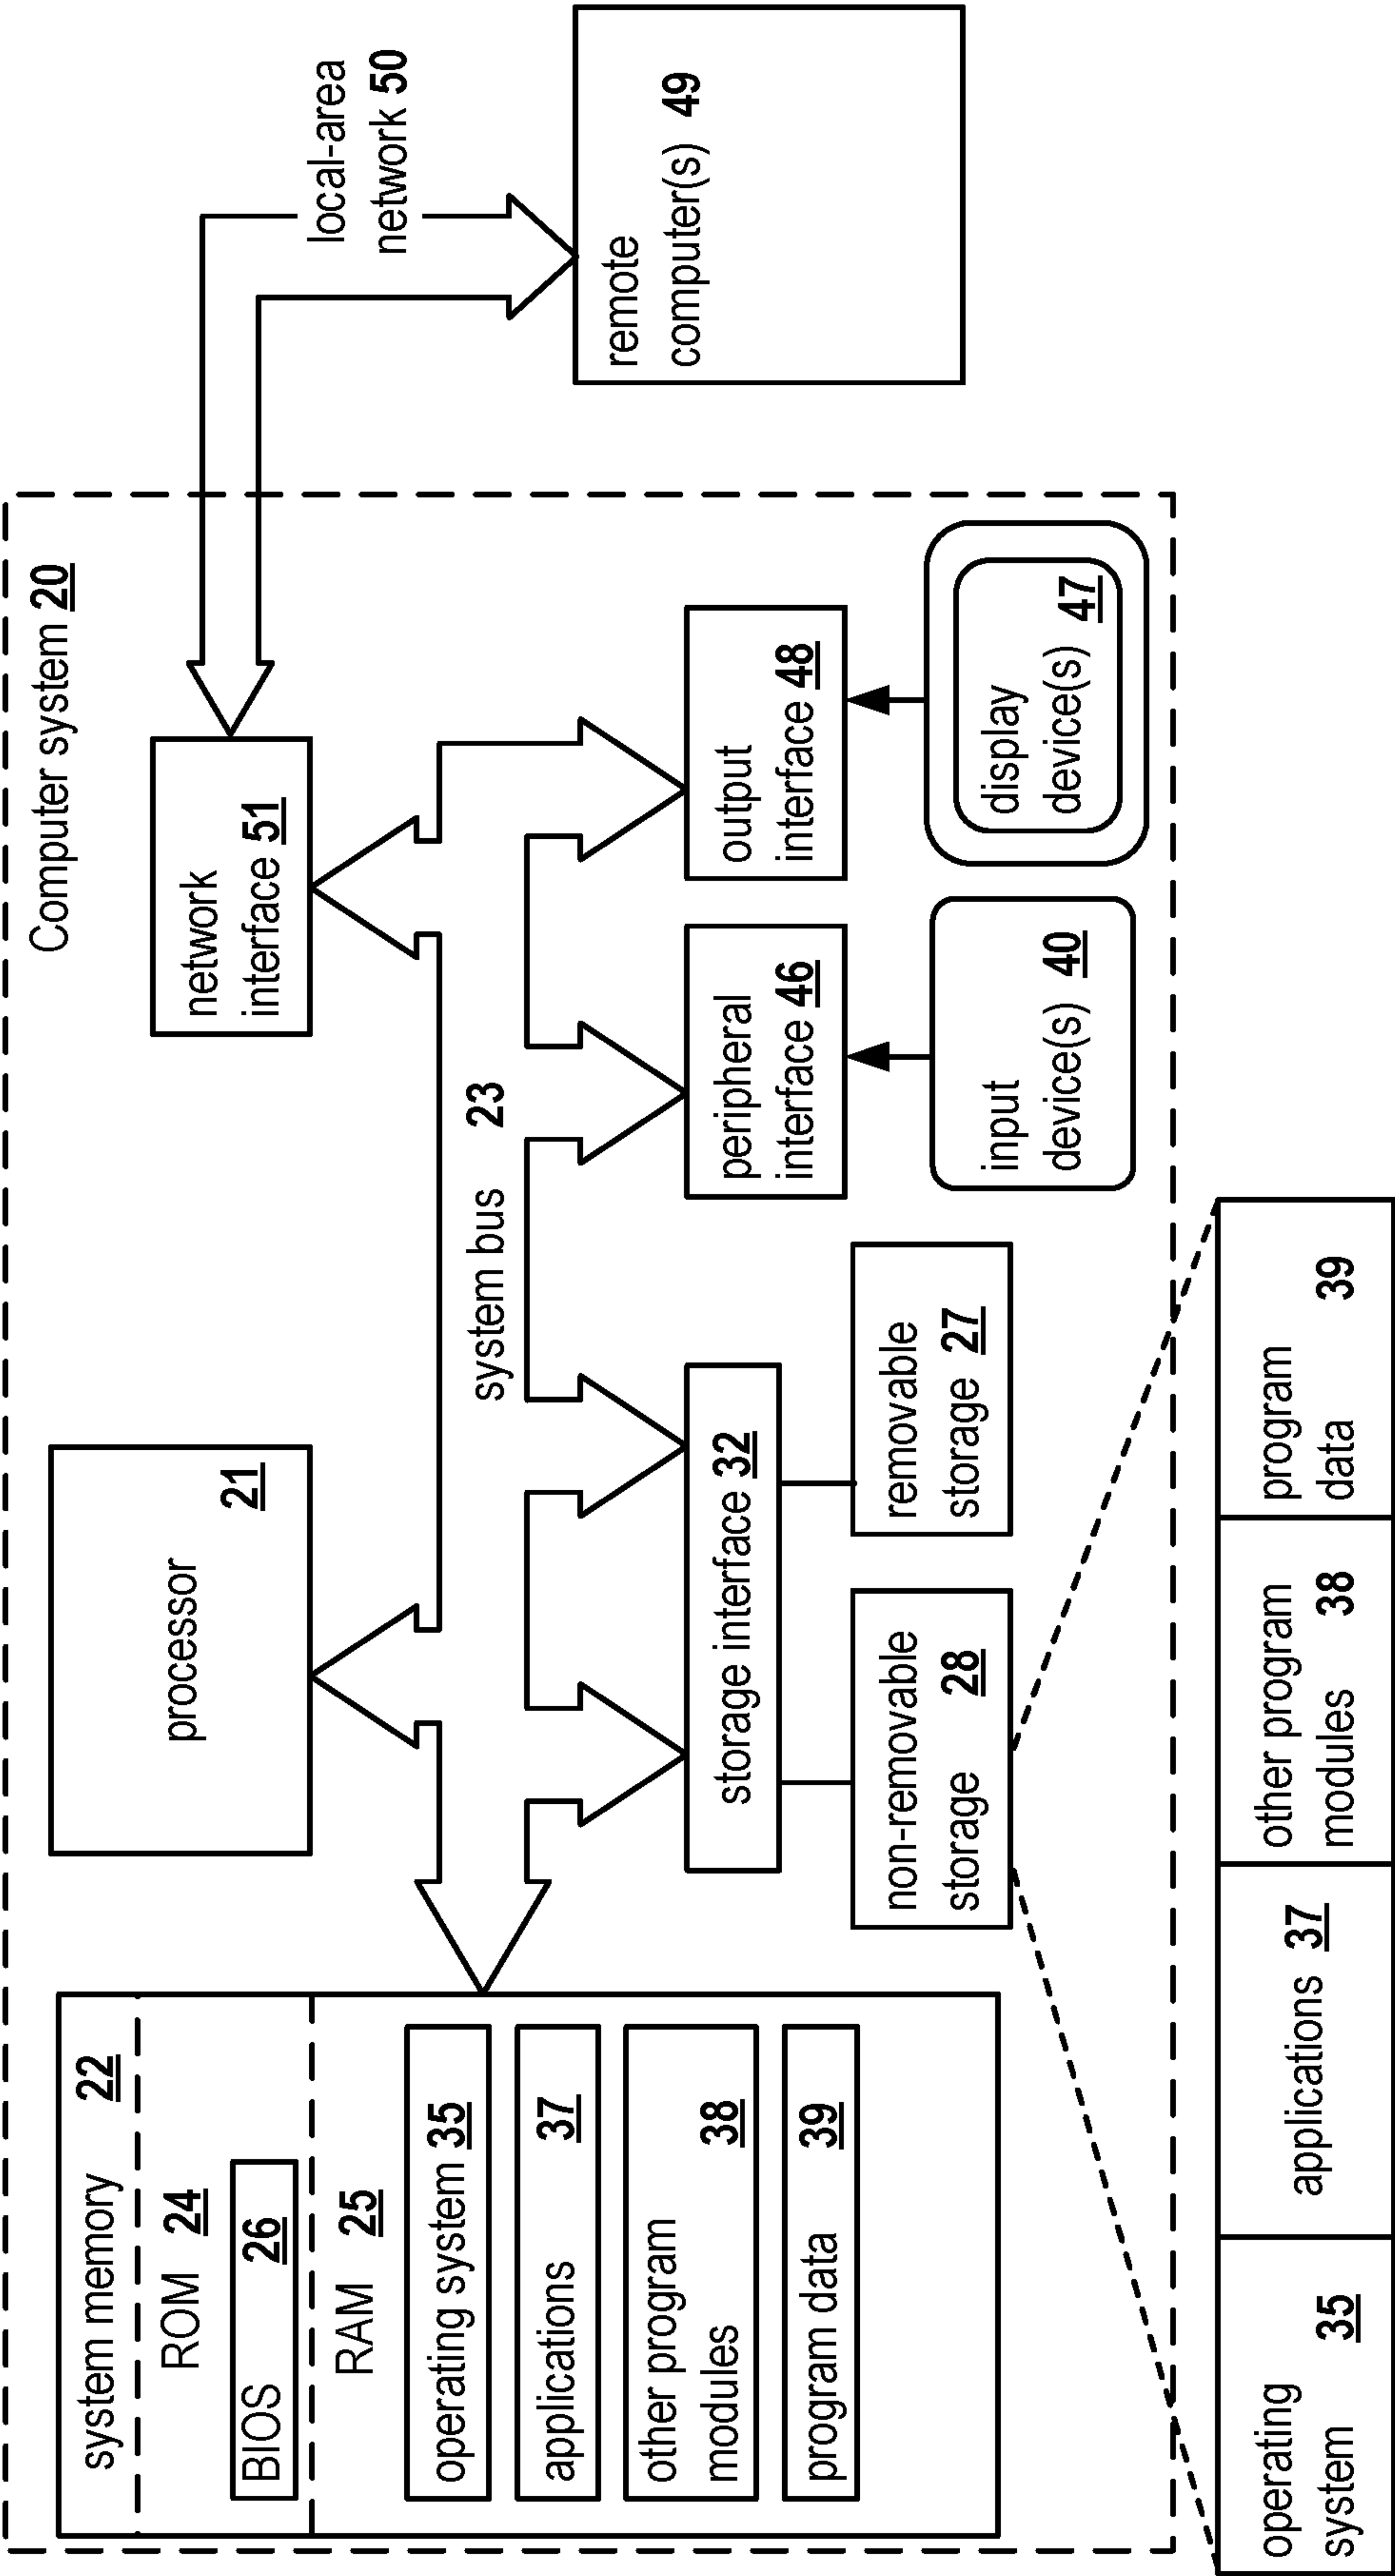 Computer system 20
system memory 22
ROM 24
BIOS 26
RAM 25
operating system 35
applications 37
other program
modules 38
program data 39
processor 21
network
interface 51
local-area
network 50
system bus 23
storage interface 32
peripheral
interface 46
output
interface 48
remote
computer(s) 49
non-removable
storage 28
removable
storage 27
input
device(s) 40
display
device(s) 47
operating
system 35
applications 37
other program
modules 38
program
data 39